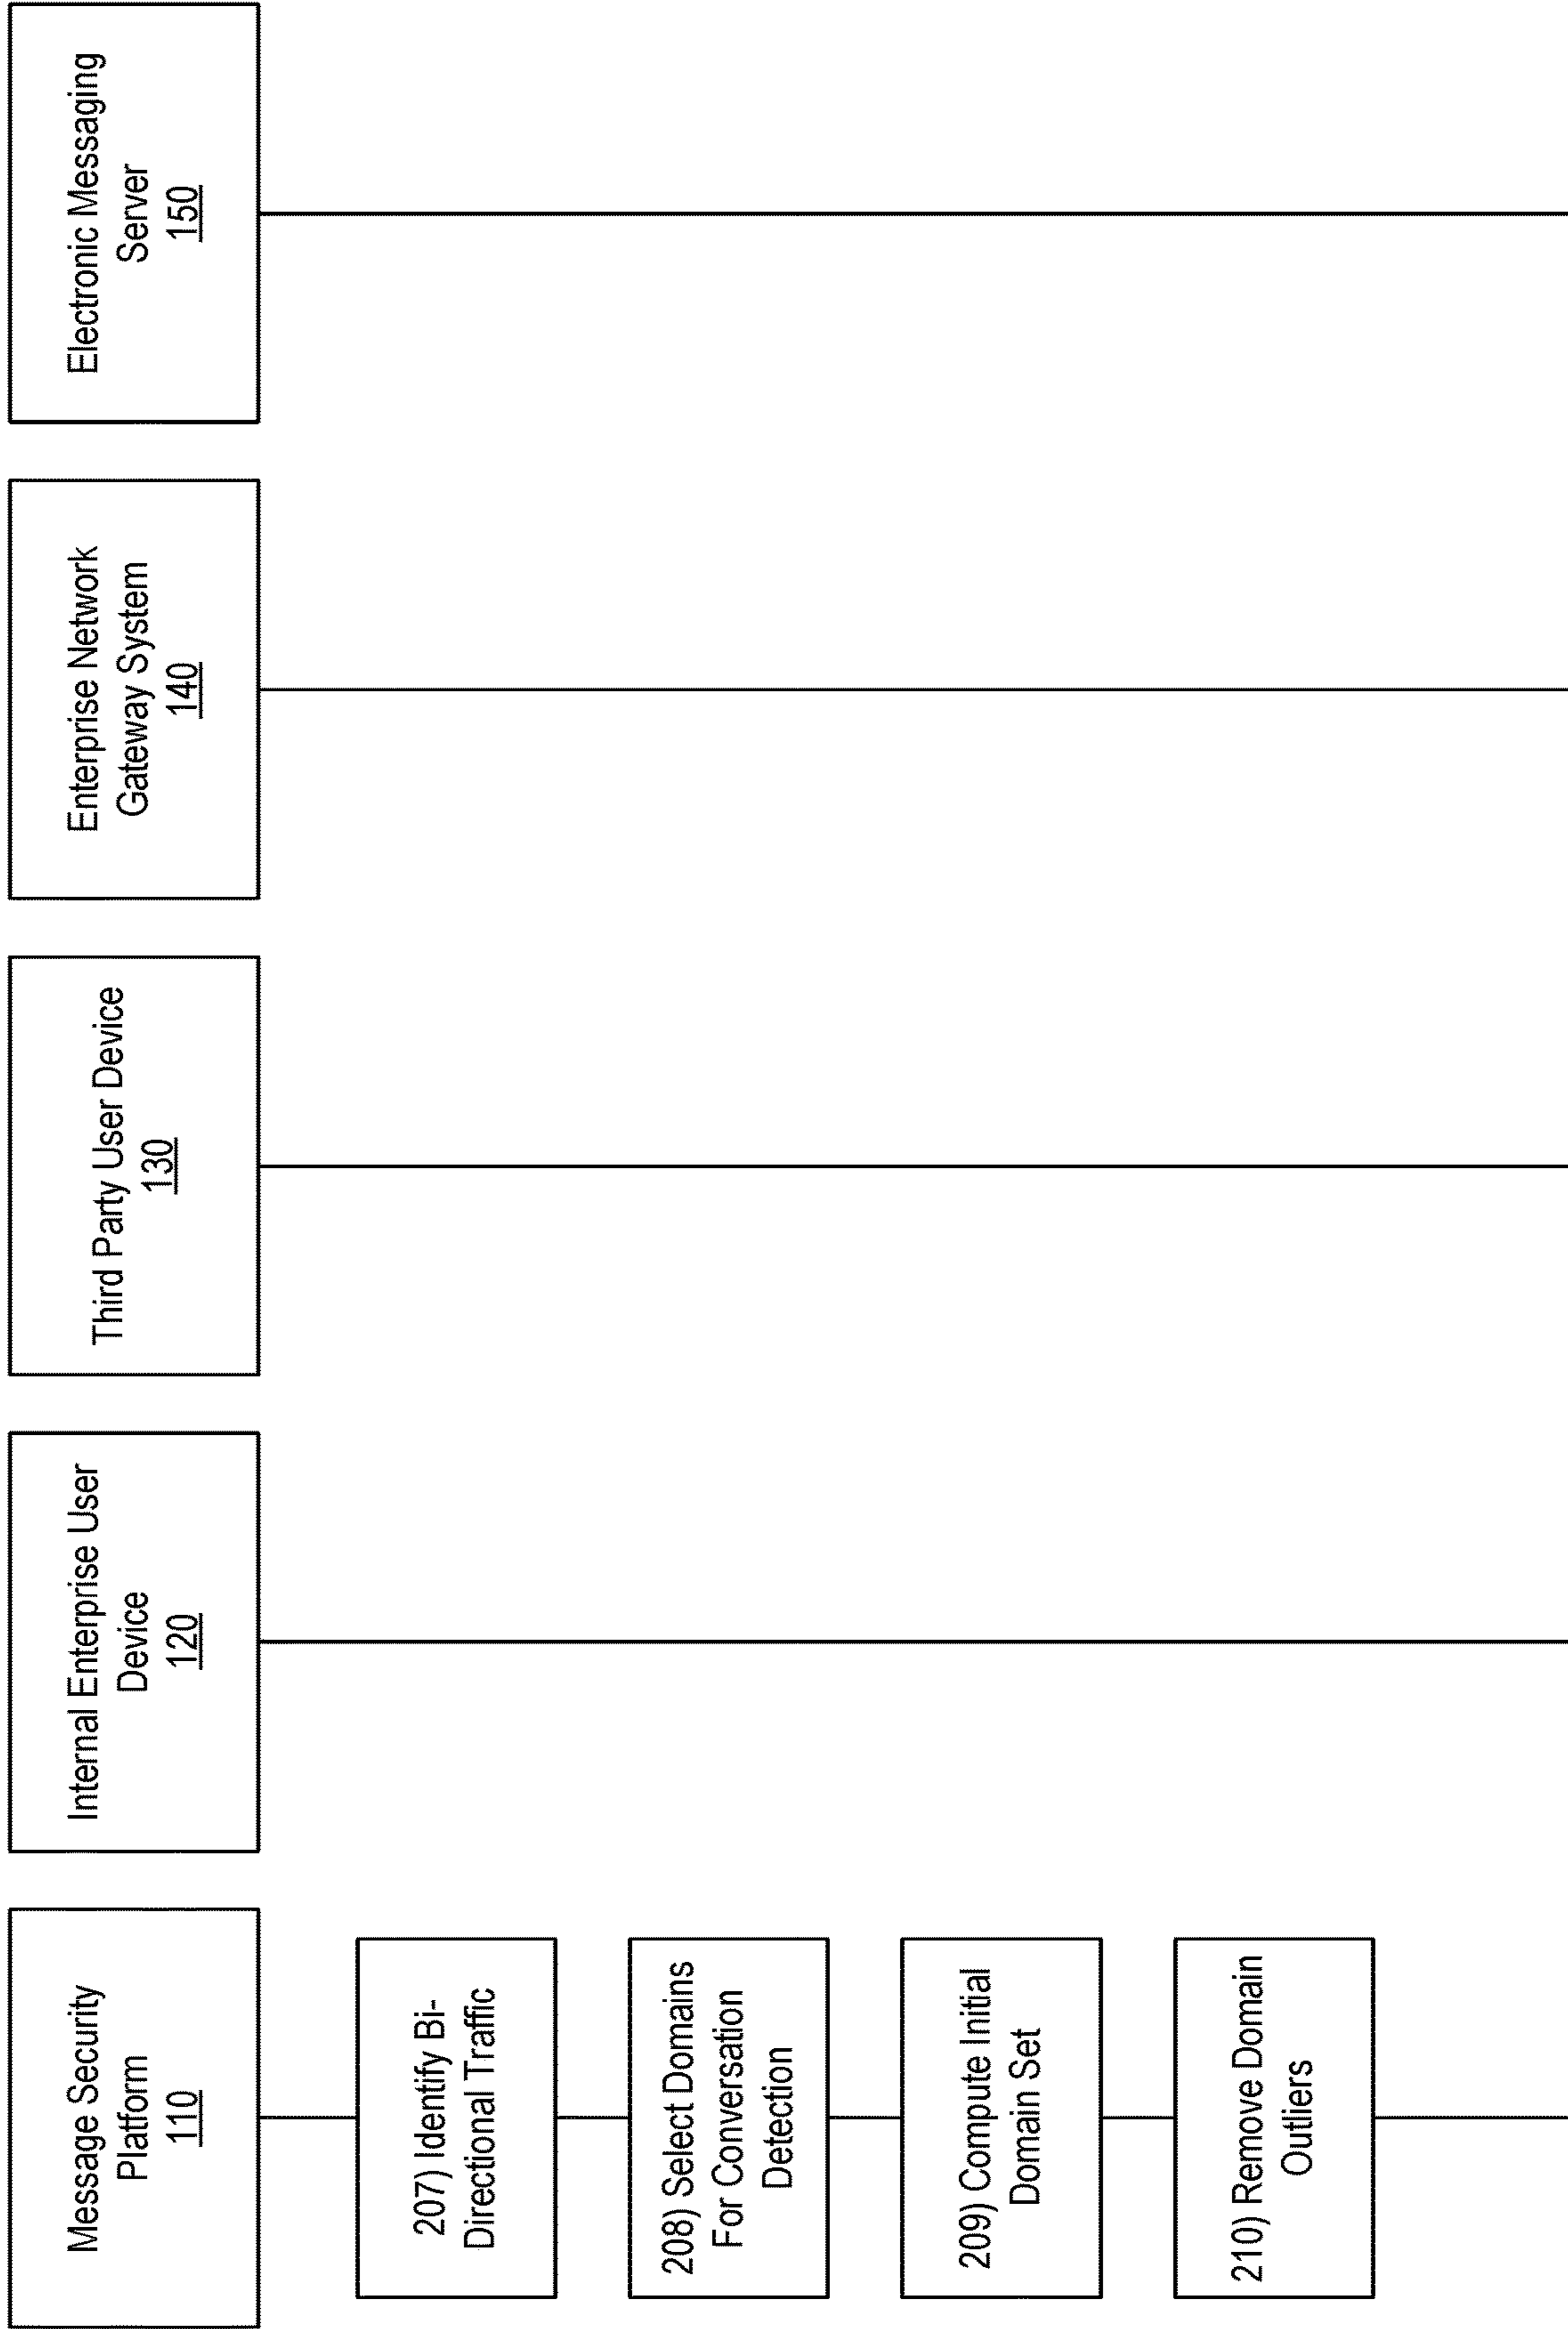 Message Security
Platform
110
Internal Enterprise User
Device
120
Third Party User Device
130
Enterprise Network
Gateway System
140
Electronic Messaging
Server
150
207) Identify Bi-
Directional Traffic
208) Select Domains
For Conversation
Detection
209) Compute Initial
Domain Set
210) Remove Domain
Outliers